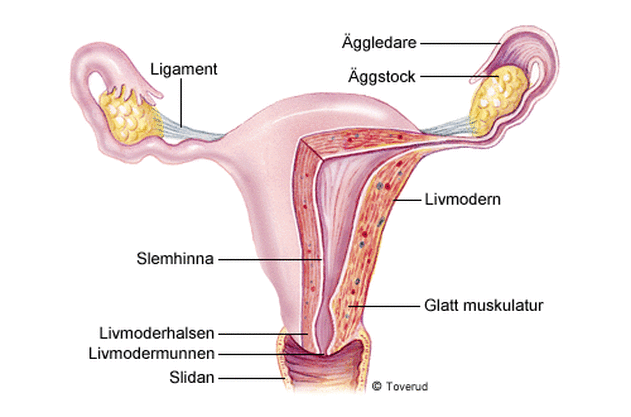 Äggledare
Ligament
Äggstock
Livmodern
Slemhinna
Glatt muskulatur
Livmoderhalsen
Livmodermunnen
Slidan
© Toverud